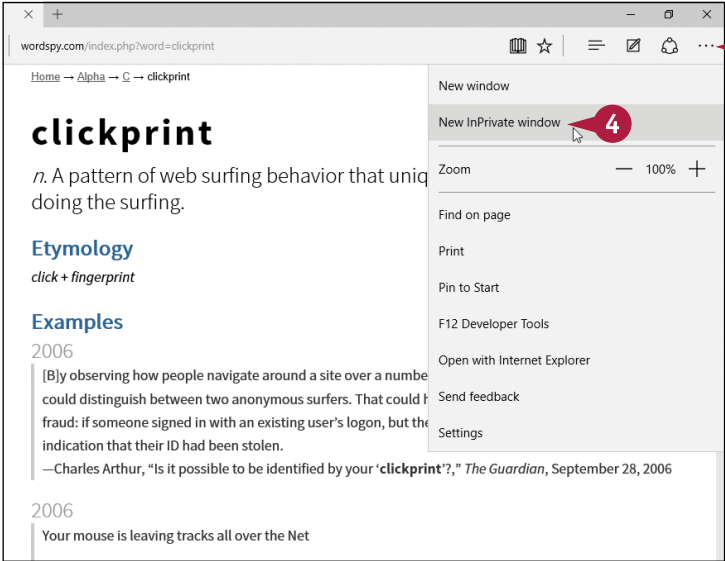 wordspy.com/index.php?word=clickprint
Home → Alpha → C → clickprint
clickprint
n. A pattern of web surfing behavior that uniq
doing the surfing.
Etymology
click + fingerprint
Examples
2006
[B]y observing how people navigate around a site over a numbe
could distinguish between two anonymous surfers. That could h
fraud: if someone signed in with an existing user’s logon, but the
indication that their ID had been stolen.
—Charles Arthur, “Is it possible to be identified by your ‘clickprint’?,” The Guardian, September 28, 2006
2006
Your mouse is leaving tracks all over the Net
New window
New InPrivate window 4
Zoom — 100% +
Find on page
Print
Pin to Start
F12 Developer Tools
Open with Internet Explorer
Send feedback
Settings